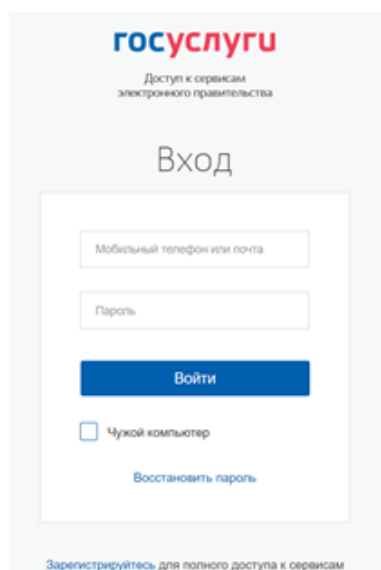 госуслуги
Доступ к сервисам
электронного правительства
Вход
Мобильный телефон или почта
Пароль
Войти
Чужой компьютер
Восстановить пароль
Зарегистрируйтесь для полного доступа к сервисам